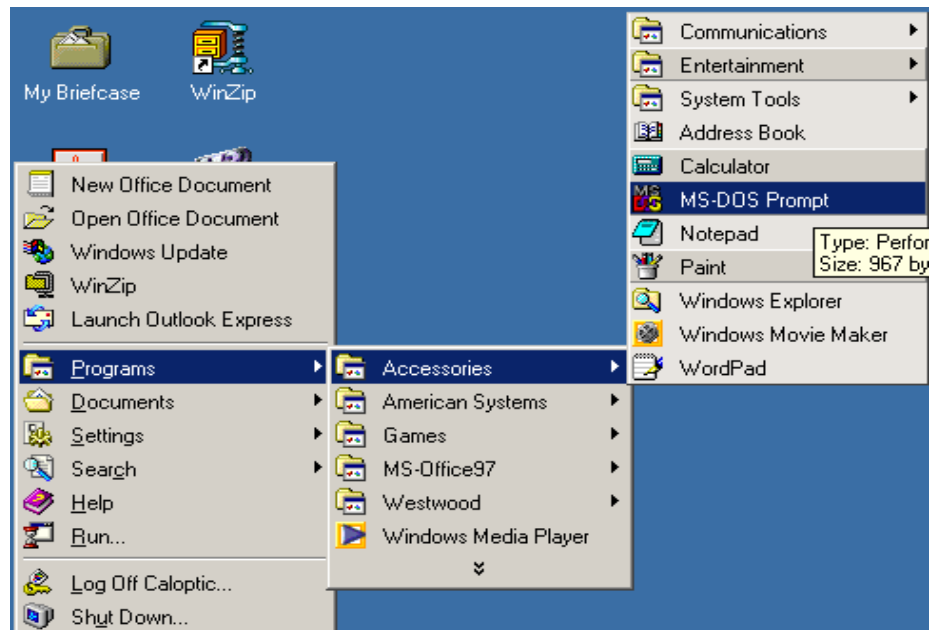 My Briefcase
WinZip
New Office Document
Open Office Document
Windows Update
WinZip
Launch Outlook Express
Programs
Documents
Settings
Search
Help
Run...
Log Off Caloptic...
Shut Down...
Accessories
American Systems
Games
MS-Office97
Westwood
Windows Media Player
Communications
Entertainment
System Tools
Address Book
Calculator
MS-DOS Prompt
Notepad
Paint
Windows Explorer
Windows Movie Maker
WordPad
Type: Perfor
Size: 967 by